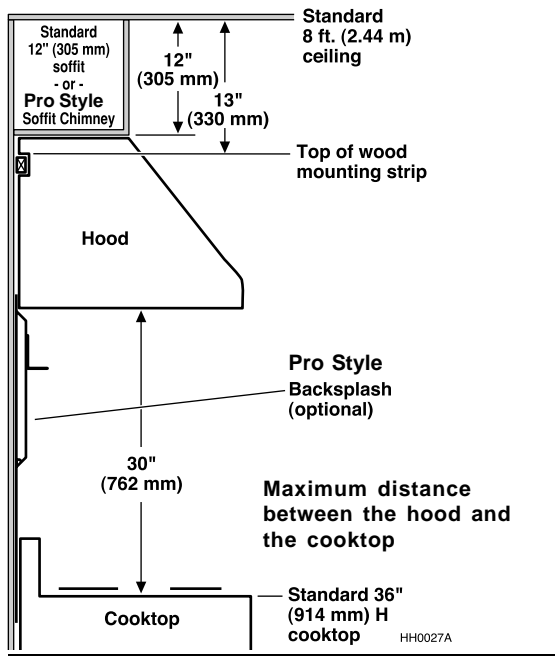 Standard
12" (305 mm)
soffit
- or -
Pro Style
Soffit Chimney
12"
(305 mm)
13"
(330 mm)
Standard
8 ft. (2.44 m)
ceiling
Top of wood
mounting strip
Hood
Pro Style
Backsplash
(optional)
30"
(762 mm)
Maximum distance
between the hood and
the cooktop
Cooktop
Standard 36"
(914 mm) H
cooktop
HH0027A